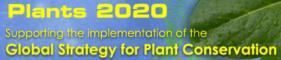 Plants 2020
Supporting the implementation of the
Global Strategy for Plant Conservation